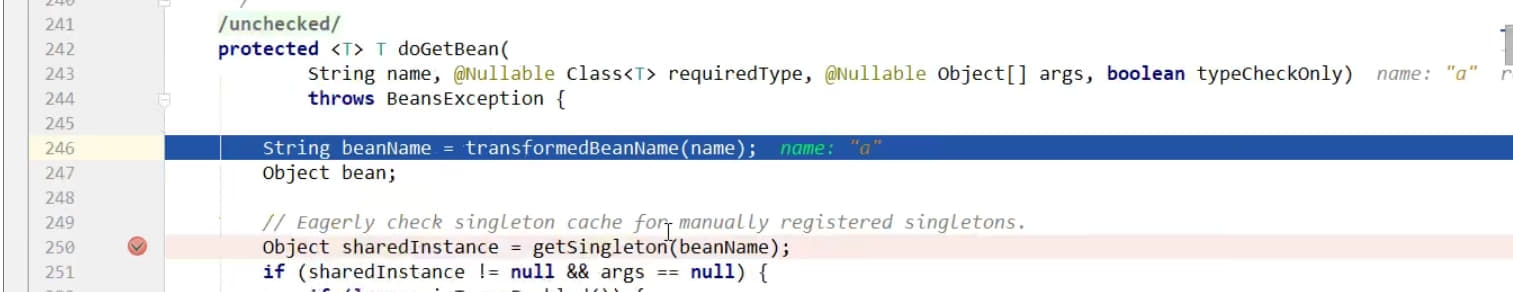 241 /unchecked/
242 protected <T> T doGetBean(
243 String name, @Nullable Class<T> requiredType, @Nullable Object[] args, boolean typeCheckOnly) name: "a" r
244 throws BeansException {
245
246 String beanName = transformedBeanName(name); name: "a"
247 Object bean;
248
249 // Eagerly check singleton cache for manually registered singletons.
250 Object sharedInstance = getSingleton(beanName);
251 if (sharedInstance != null && args == null) {